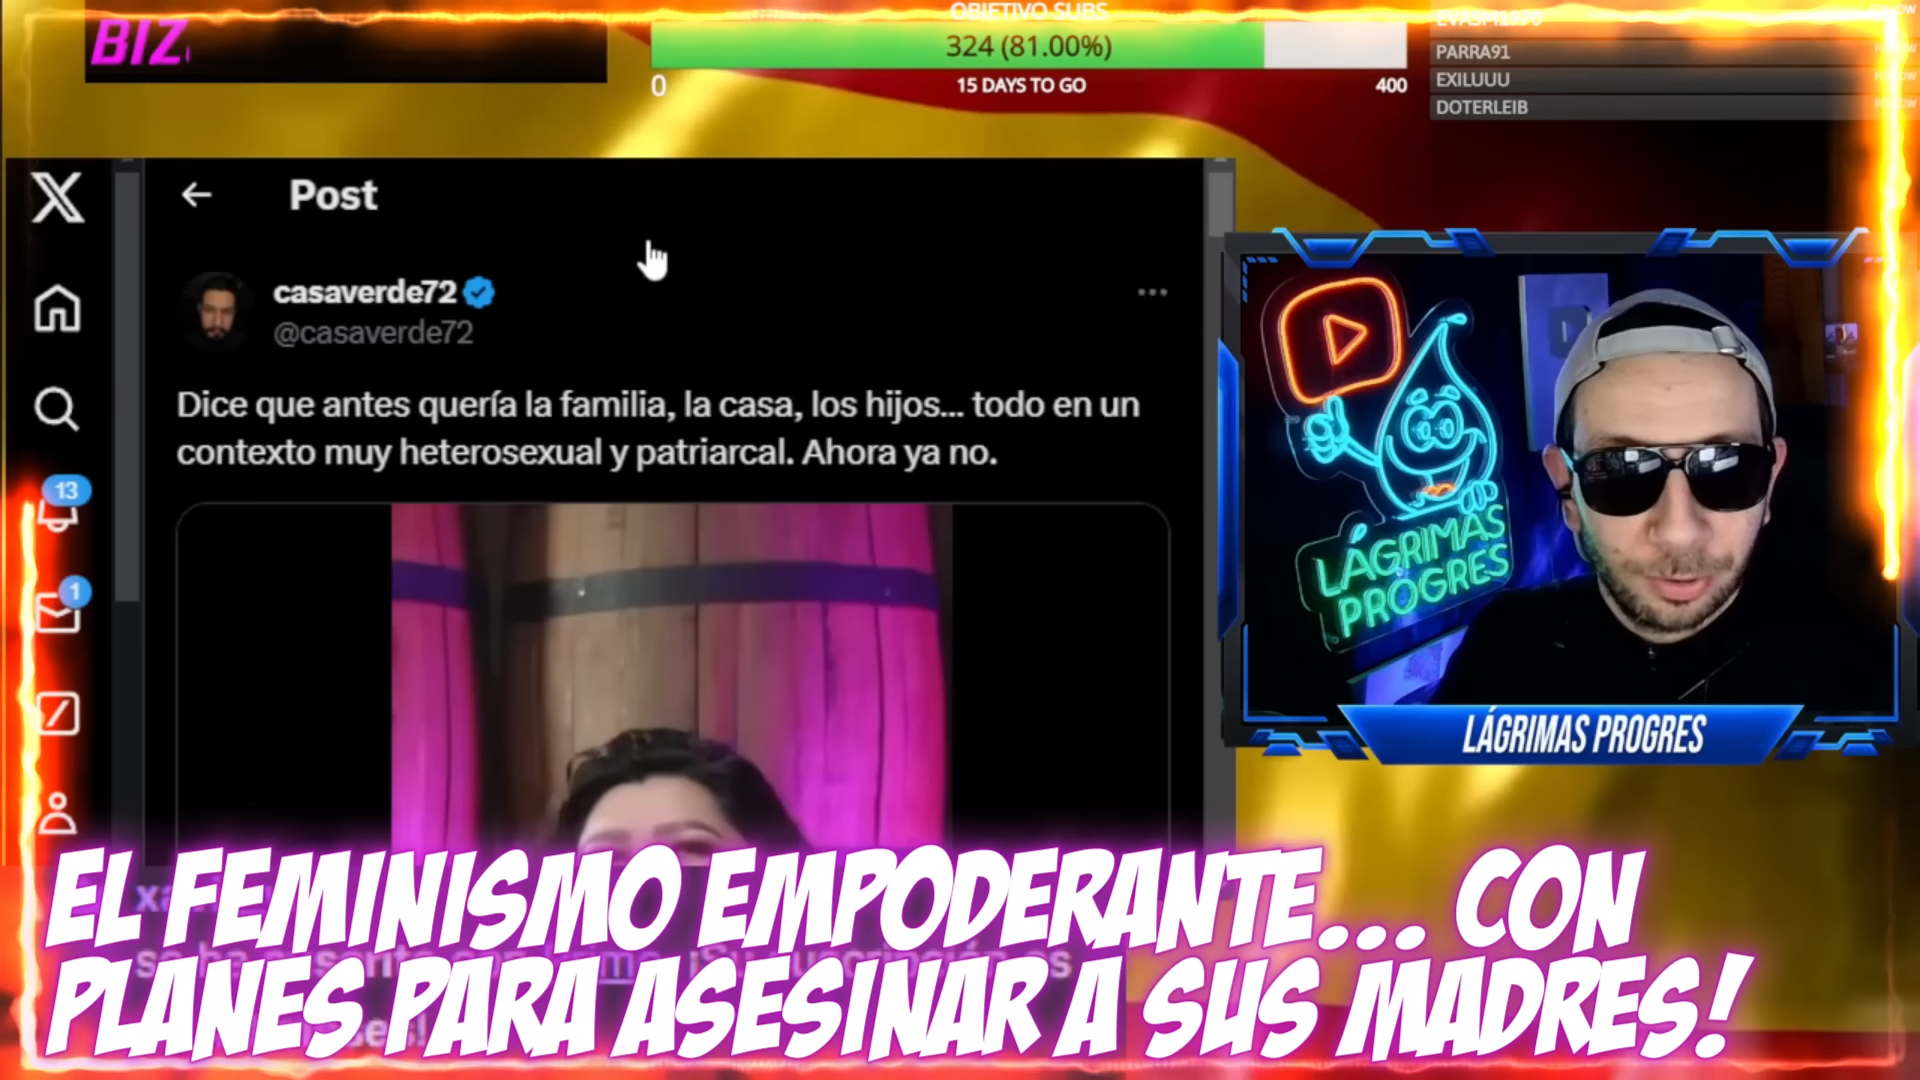 BIZ
OBJETIVO SUBS
324 (81.00%)
0
15 DAYS TO GO
400
PARRA91
EXILUUU
DOTERLEIB
X
Post
casaverde72
@casaverde72
Dice que antes quería la familia, la casa, los hijos... todo en un
contexto muy heterosexual y patriarcal. Ahora ya no.
13
1
LÁGRIMAS
PROGRES
LÁGRIMAS PROGRES
EL FEMINISMO EMPODERANTE... CON
PLANES PARA ASESINAR A SUS MADRES!